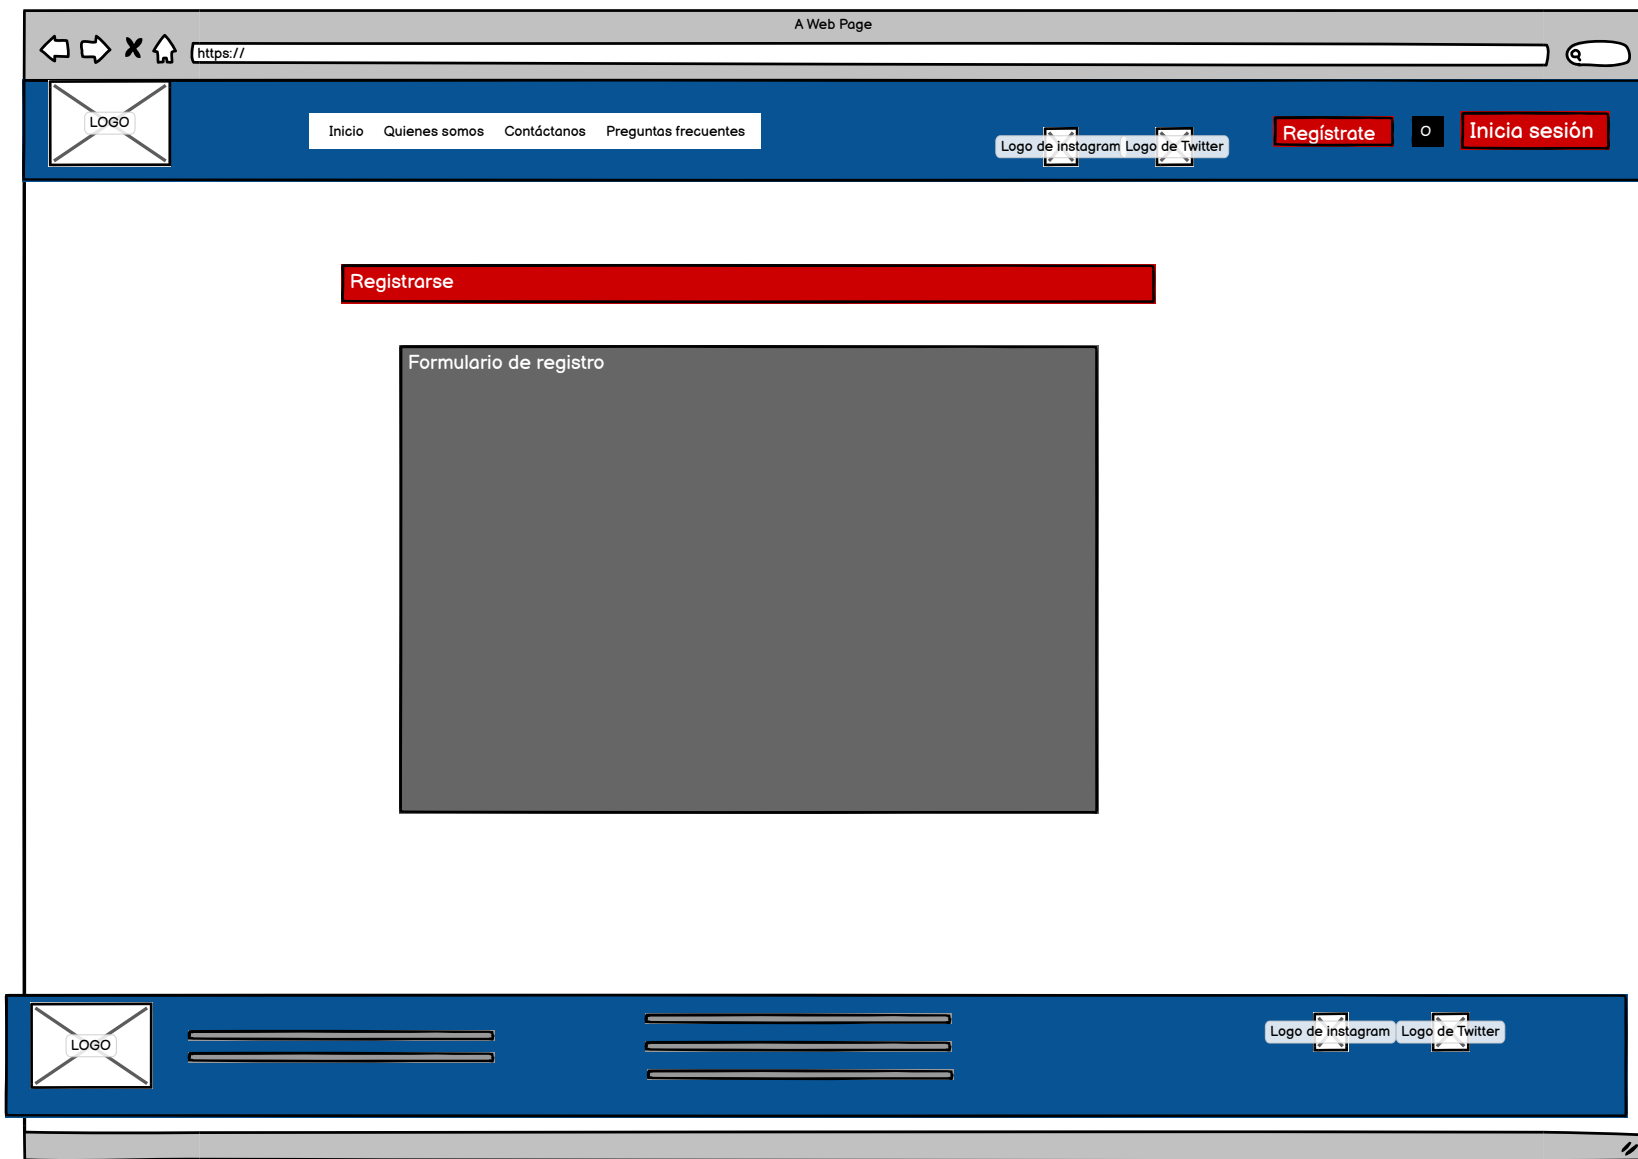 A Web Page
https://
LOGO
Inicio Quienes somos Contáctanos Preguntas frecuentes
Logo de instagram Logo de Twitter
Regístrate O Inicia sesión
Registrarse
Formulario de registro
LOGO
Logo de instagram Logo de Twitter